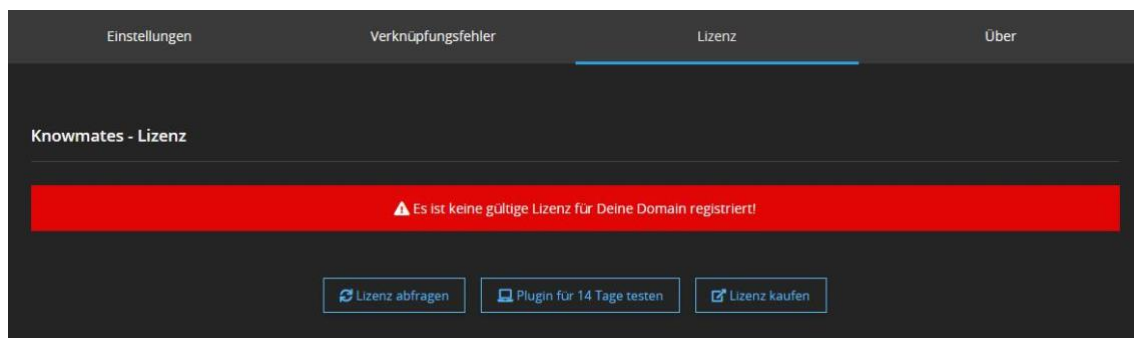 Einstellungen Verknüpfungsfehler Lizenz Über
Knowmates - Lizenz
Es ist keine gültige Lizenz für Deine Domain registriert!
Lizenz abfragen Plugin für 14 Tage testen Lizenz kaufen